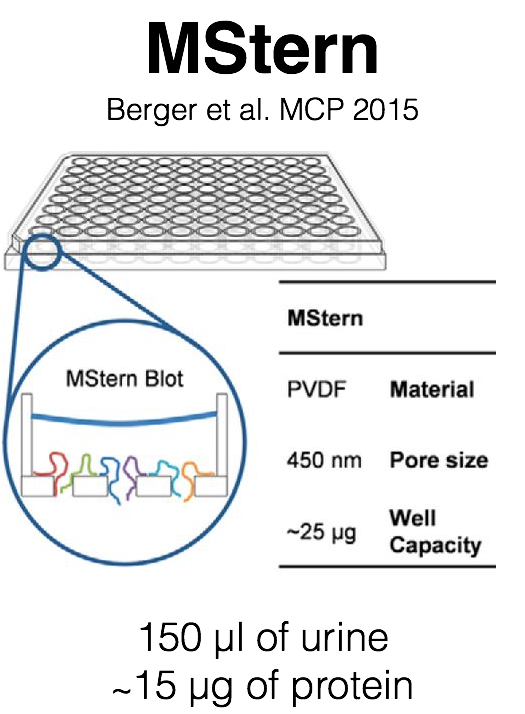 MStern
Berger et al. MCP 2015
MStern Blot
MStern
PVDF Material
450 nm Pore size
~25 µg Well
Capacity
150 µl of urine
~15 µg of protein